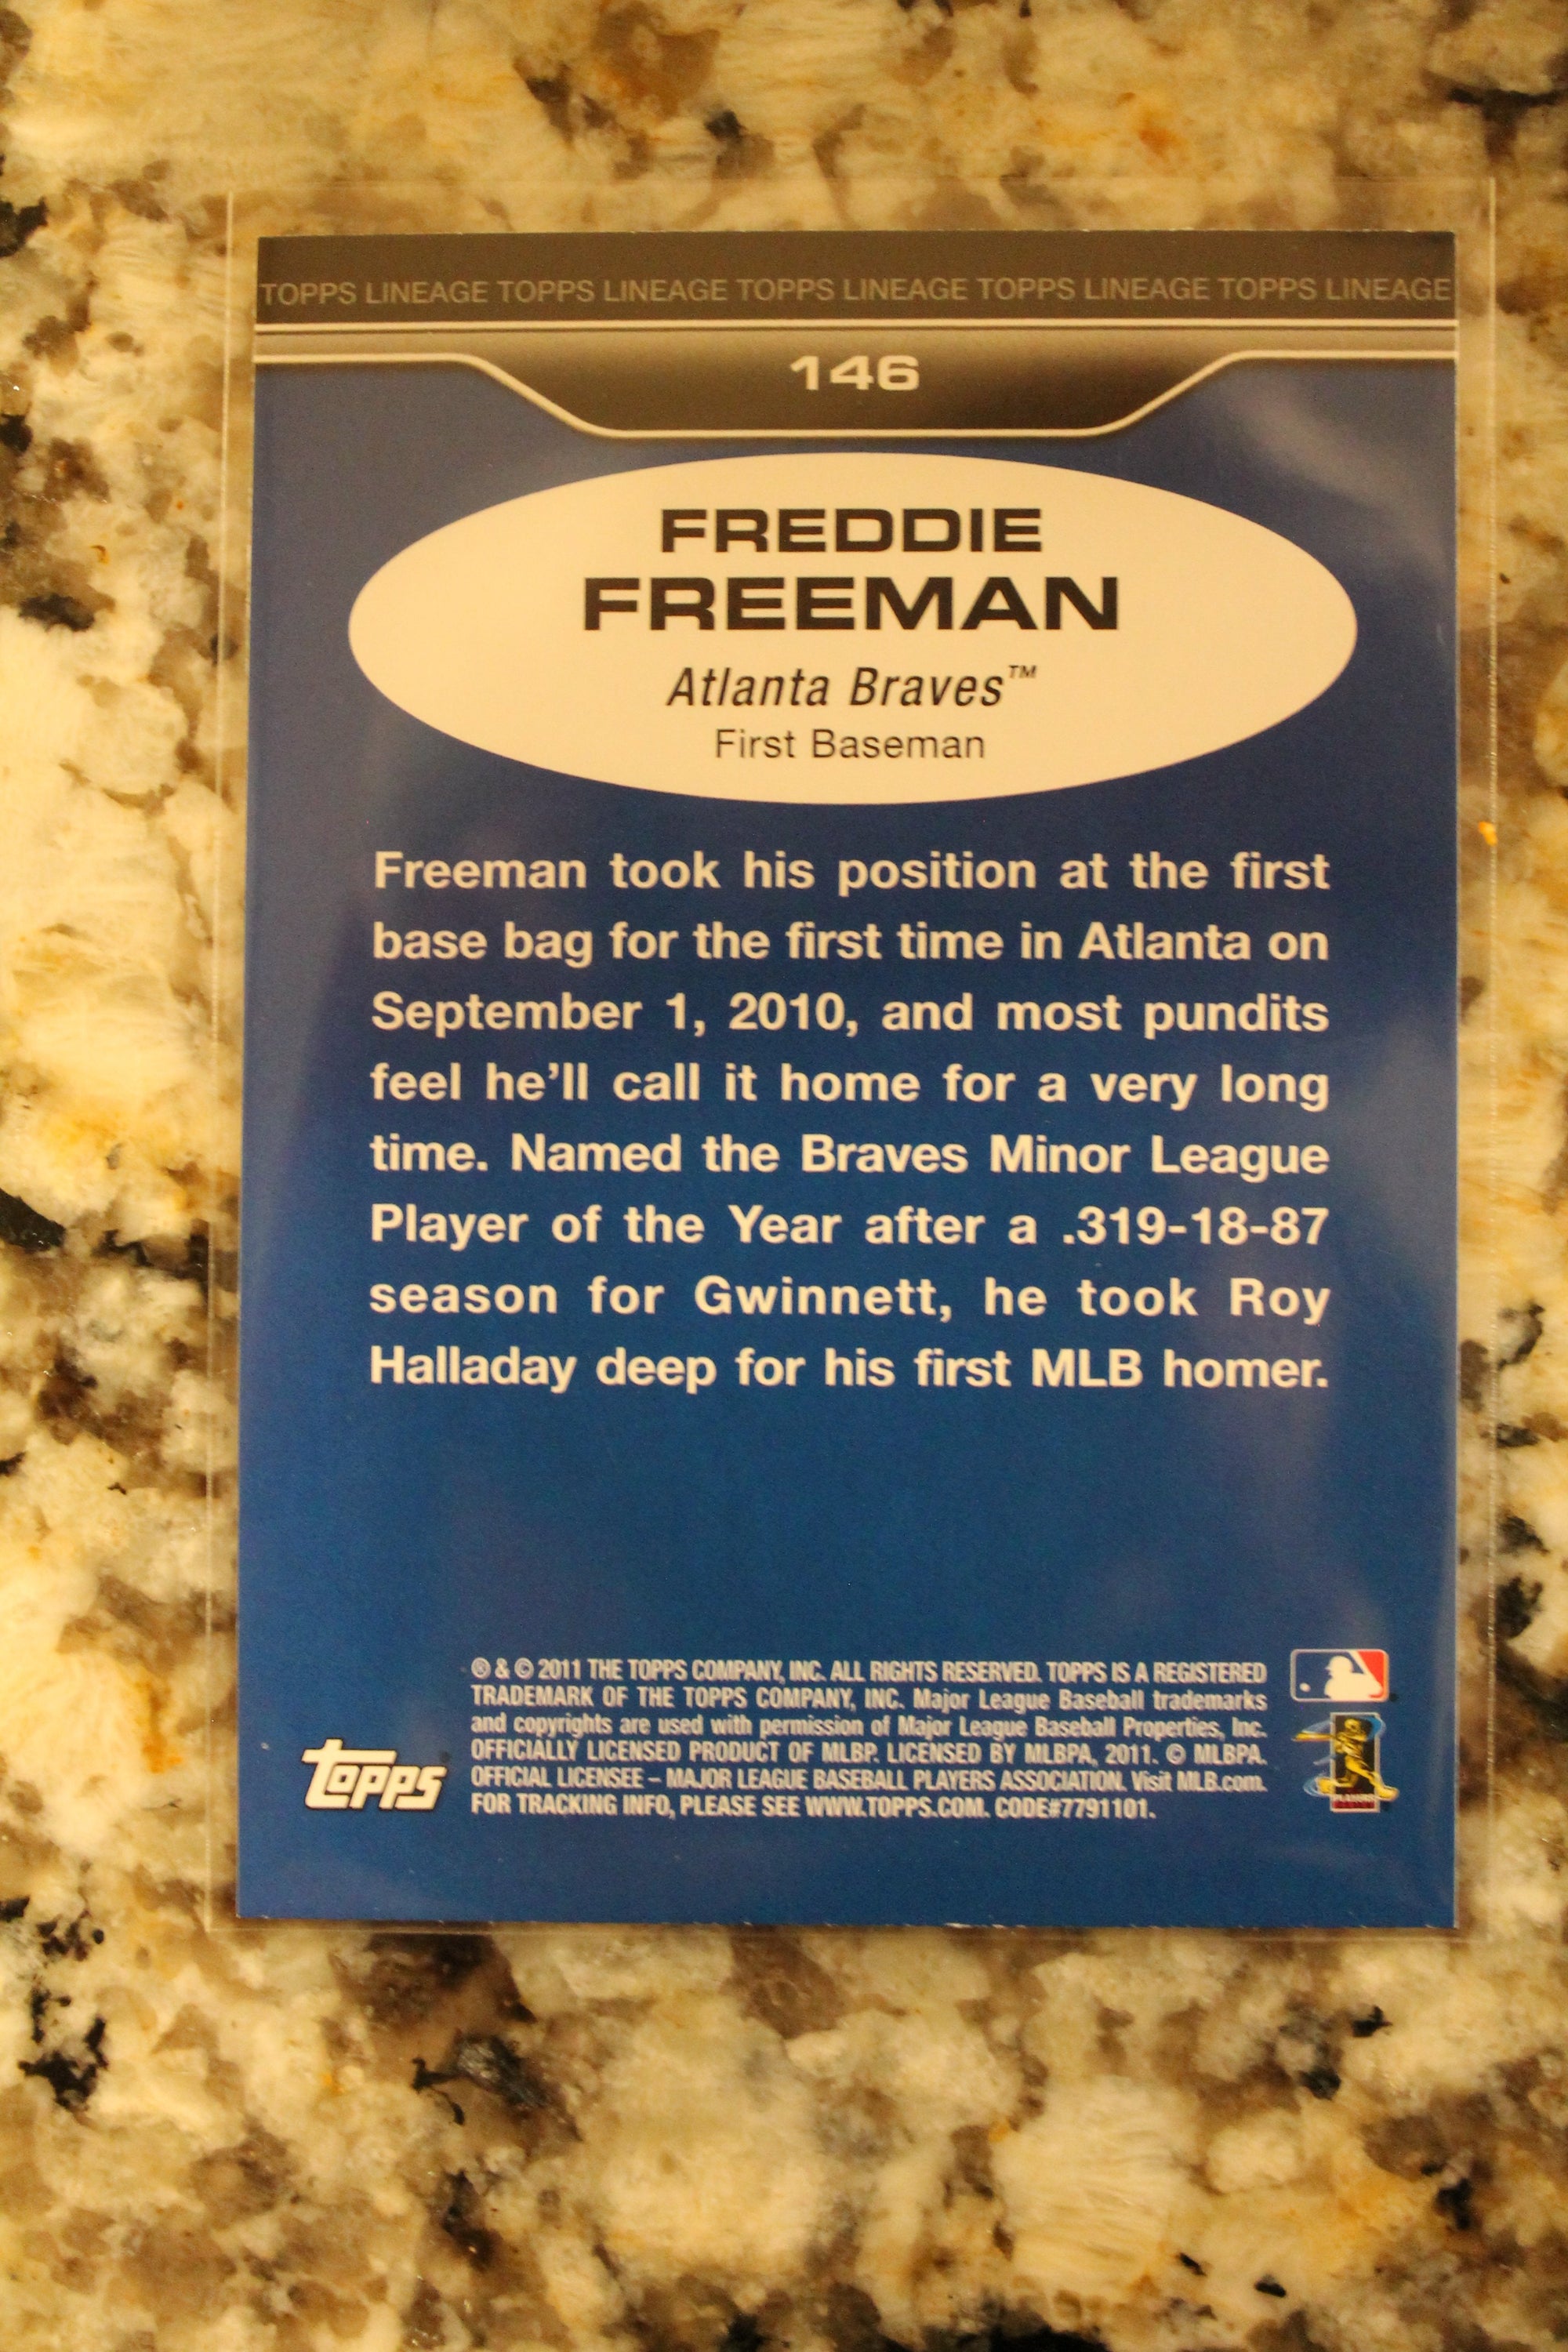 TOPPS LINEAGE TOPPS LINEAGE TOPPS LINEAGE TOPPS LINEAGE TOPPS LINEAGE
146
FREDDIE
FREEMAN
Atlanta Braves™
First Baseman
Freeman took his position at the first
base bag for the first time in Atlanta on
September 1, 2010, and most pundits
feel he'll call it home for a very long
time. Named the Braves Minor League
Player of the Year after a .319-18-87
season for Gwinnett, he took Roy
Halladay deep for his first MLB homer.
® & © 2011 THE TOPPS COMPANY, INC. ALL RIGHTS RESERVED. TOPPS IS A REGISTERED
TRADEMARK OF THE TOPPS COMPANY, INC. Major League Baseball trademarks
and copyrights are used with permission of Major League Baseball Properties, Inc.
OFFICIALLY LICENSED PRODUCT OF MLBP. LICENSED BY MLBPA, 2011. © MLBPA.
OFFICIAL LICENSEE – MAJOR LEAGUE BASEBALL PLAYERS ASSOCIATION. Visit MLB.com.
FOR TRACKING INFO, PLEASE SEE WWW.TOPPS.COM. CODE#7791101.
Topps
PLAYERS